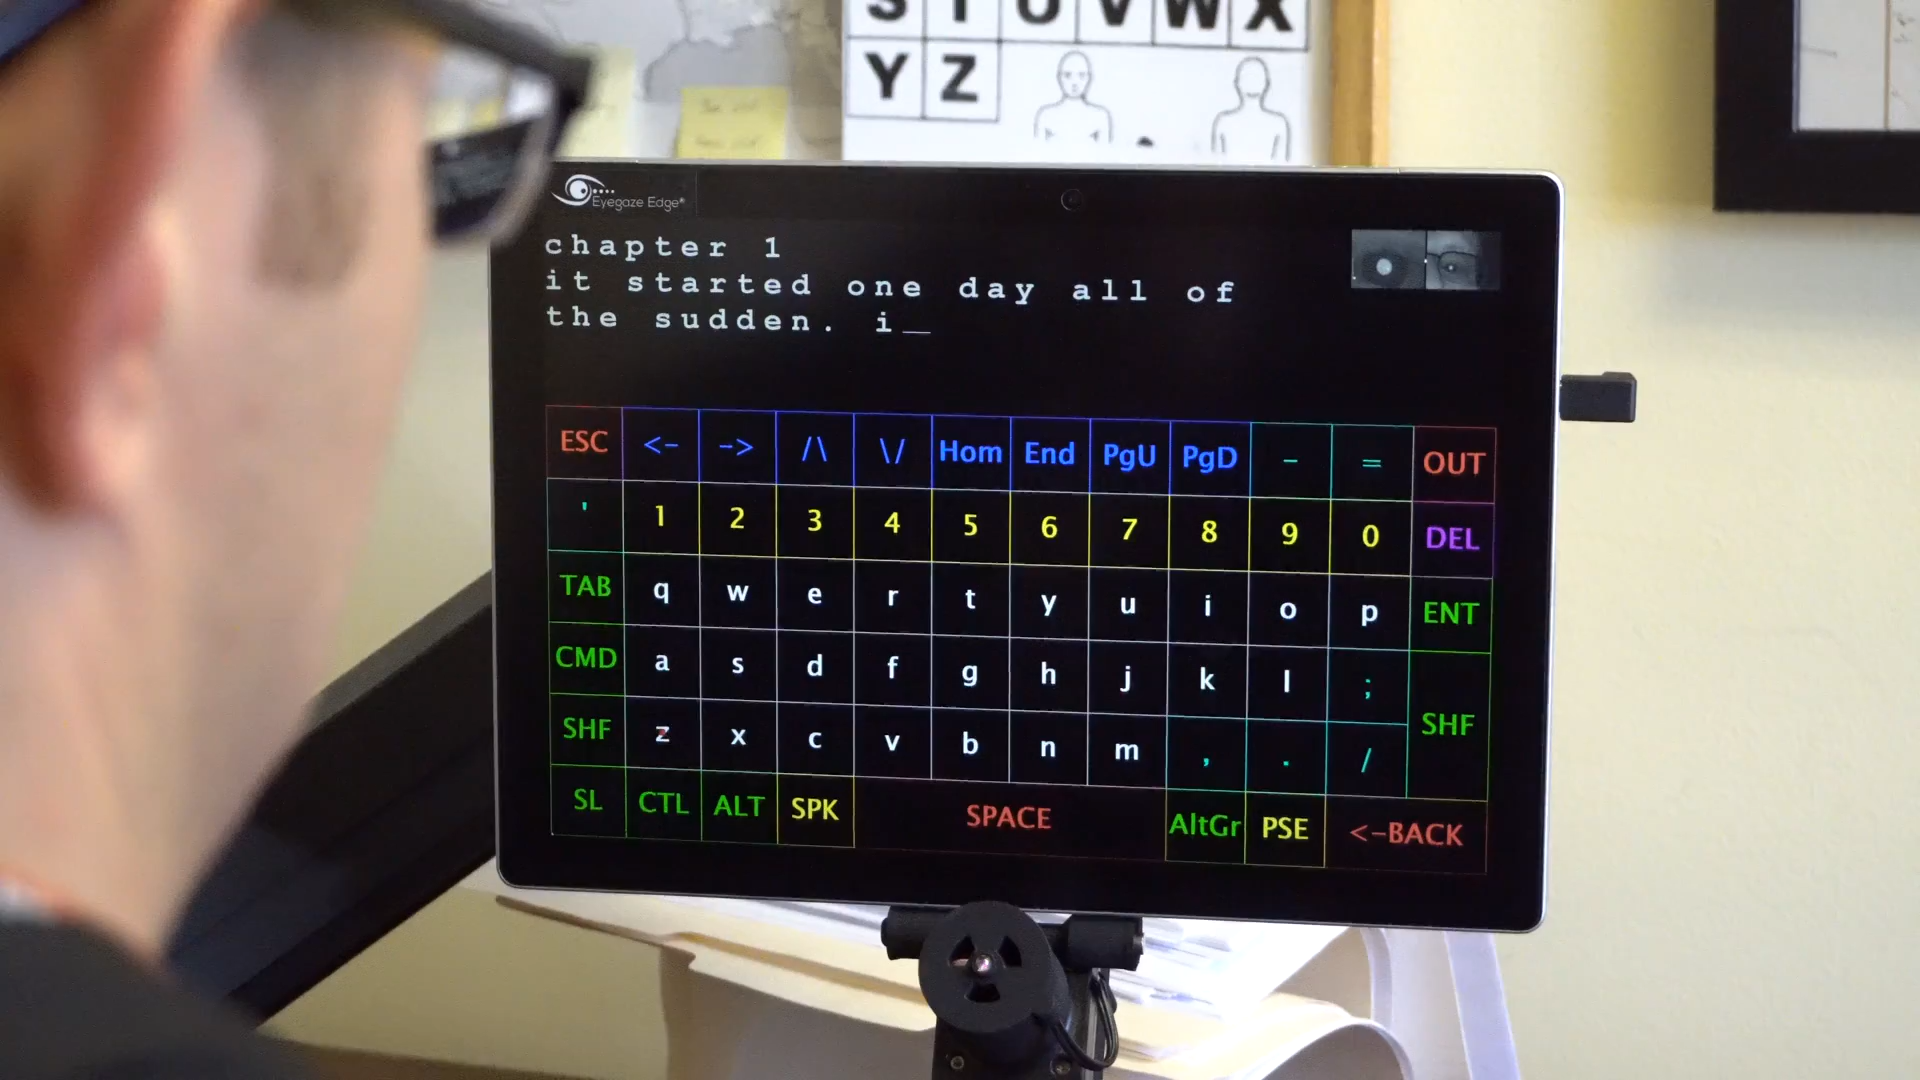 S T U V W X
Y Z
Eyegaze Edge®
chapter 1
it started one day all of
the sudden. i_
ESC <- -> /\ \/ Hom End PgU PgD - = OUT
' 1 2 3 4 5 6 7 8 9 0 DEL
TAB q w e r t y u i o p ENT
CMD a s d f g h j k l ;
SHF z x c v b n m , . / SHF
SL CTL ALT SPK SPACE AltGr PSE <-BACK